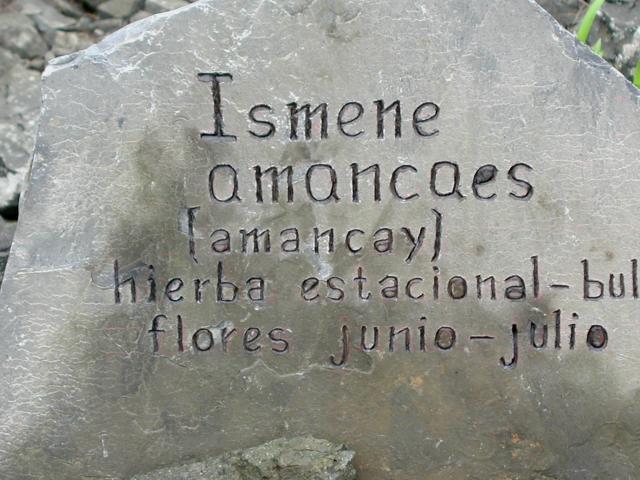 Ismene
amancaes
(amancay)
hierba estacional-bul
flores junio-julio